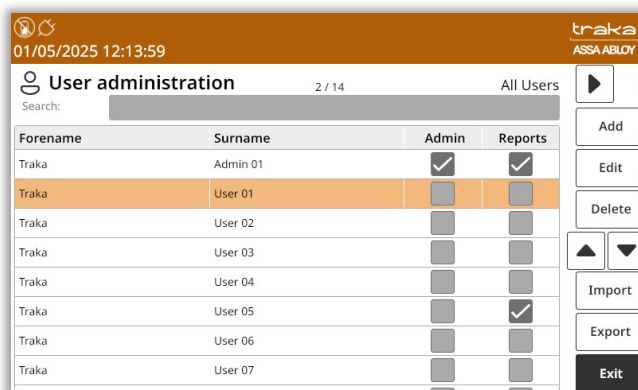 traka
01/05/2025 12:13:59
ASSA ABLOY
User administration 2 / 14 All Users
Search:
Forename Surname Admin Reports
Traka Admin 01
Traka User 01
Traka User 02
Traka User 03
Traka User 04
Traka User 05
Traka User 06
Traka User 07
Add
Edit
Delete
Import
Export
Exit